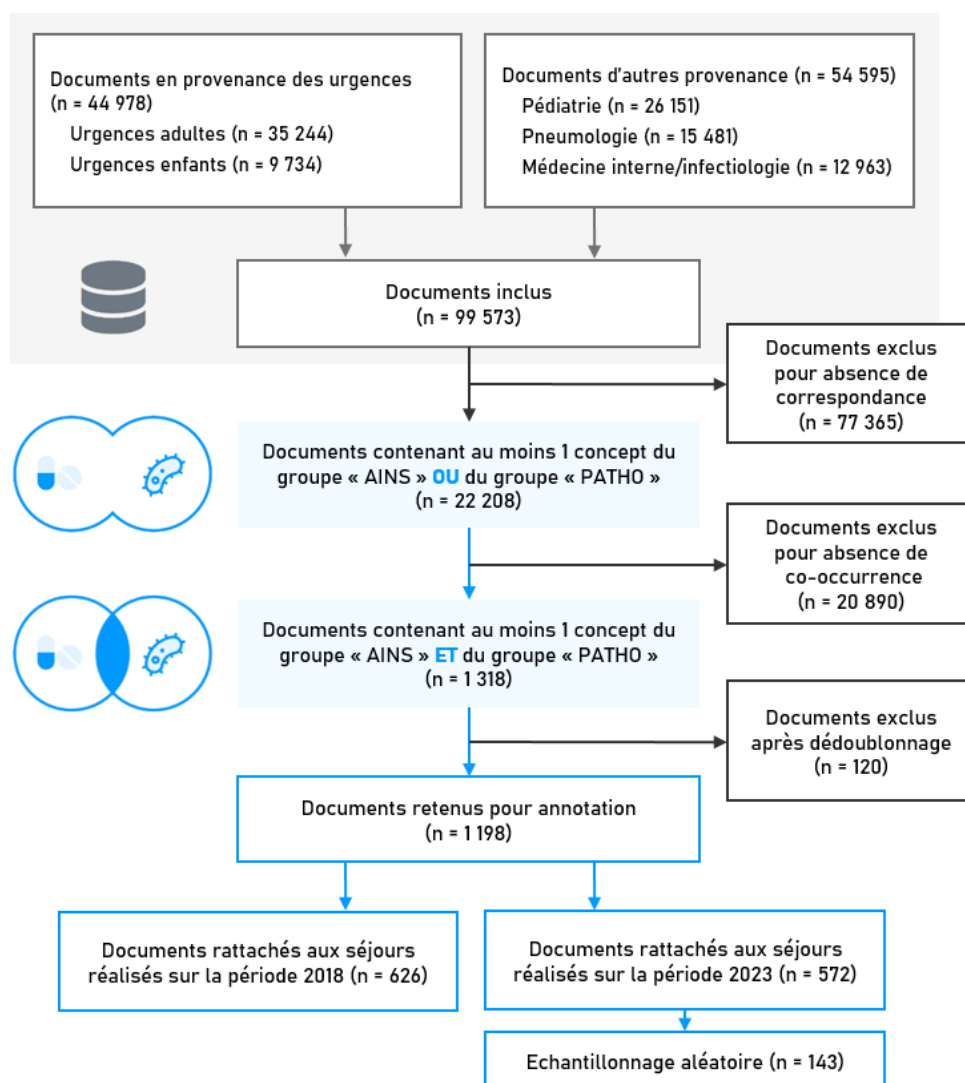 Documents en provenance des urgences
(n = 44 978)
Urgences adultes (n = 35 244)
Urgences enfants (n = 9 734)
Documents d'autres provenance (n = 54 595)
Pédiatrie (n = 26 151)
Pneumologie (n = 15 481)
Médecine interne/infectiologie (n = 12 963)
Documents inclus
(n = 99 573)
Documents exclus
pour absence de
correspondance
(n = 77 365)
Documents contenant au moins 1 concept du
groupe « AINS » OU du groupe « PATHO »
(n = 22 208)
Documents exclus
pour absence de
co-occurrence
(n = 20 890)
Documents contenant au moins 1 concept du
groupe « AINS » ET du groupe « PATHO »
(n = 1 318)
Documents exclus
après dédoublonnage
(n = 120)
Documents retenus pour annotation
(n = 1 198)
Documents rattachés aux séjours
réalisés sur la période 2018 (n = 626)
Documents rattachés aux séjours
réalisés sur la période 2023 (n = 572)
Echantillonnage aléatoire (n = 143)